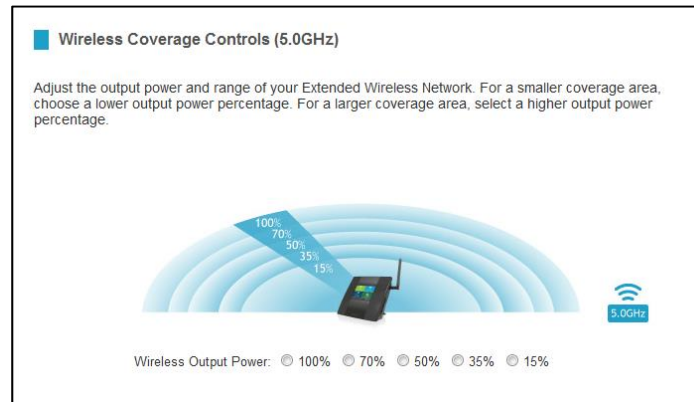 Wireless Coverage Controls (5.0GHz)
Adjust the output power and range of your Extended Wireless Network. For a smaller coverage area,
choose a lower output power percentage. For a larger coverage area, select a higher output power
percentage.
100%
70%
50%
35%
15%
5.0GHz
Wireless Output Power: 100% 70% 50% 35% 15%